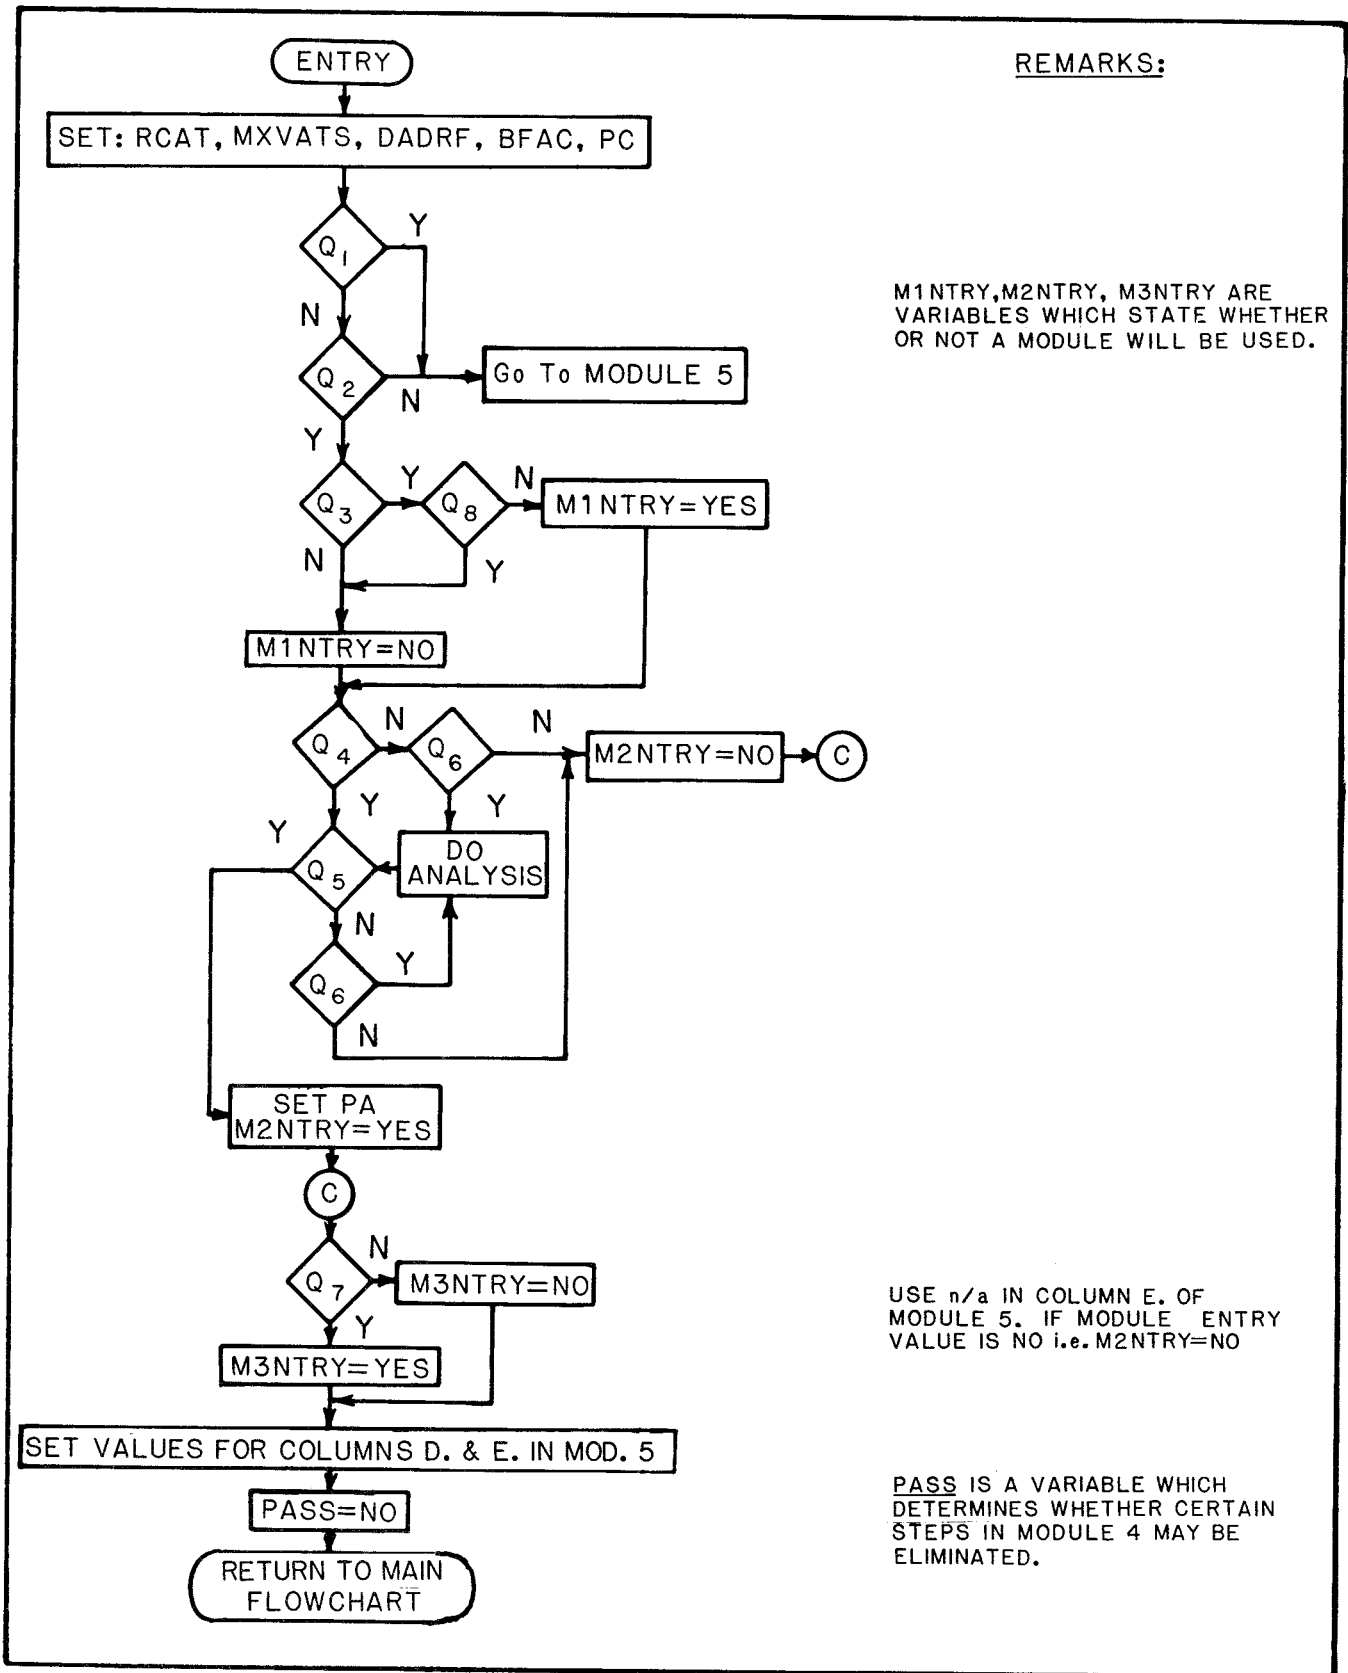 ENTRY
REMARKS:
SET: RCAT, MXVATS, DADRF, BFAC, PC
Q1
Y
N
M1NTRY,M2NTRY, M3NTRY ARE
VARIABLES WHICH STATE WHETHER
OR NOT A MODULE WILL BE USED.
Q2
N
Go To MODULE 5
Y
Q3
Y
Q8
N
M1NTRY=YES
N
Y
M1NTRY=NO
Q4
N
Q6
N
M2NTRY=NO
C
Y
Y
Y
DO
ANALYSIS
Q5
N
Q6
Y
N
SET PA
M2NTRY=YES
C
Q7
N
M3NTRY=NO
Y
M3NTRY=YES
USE n/a IN COLUMN E. OF
MODULE 5. IF MODULE ENTRY
VALUE IS NO i.e. M2NTRY=NO
SET VALUES FOR COLUMNS D. & E. IN MOD. 5
PASS=NO
PASS IS A VARIABLE WHICH
DETERMINES WHETHER CERTAIN
STEPS IN MODULE 4 MAY BE
ELIMINATED.
RETURN TO MAIN
FLOWCHART